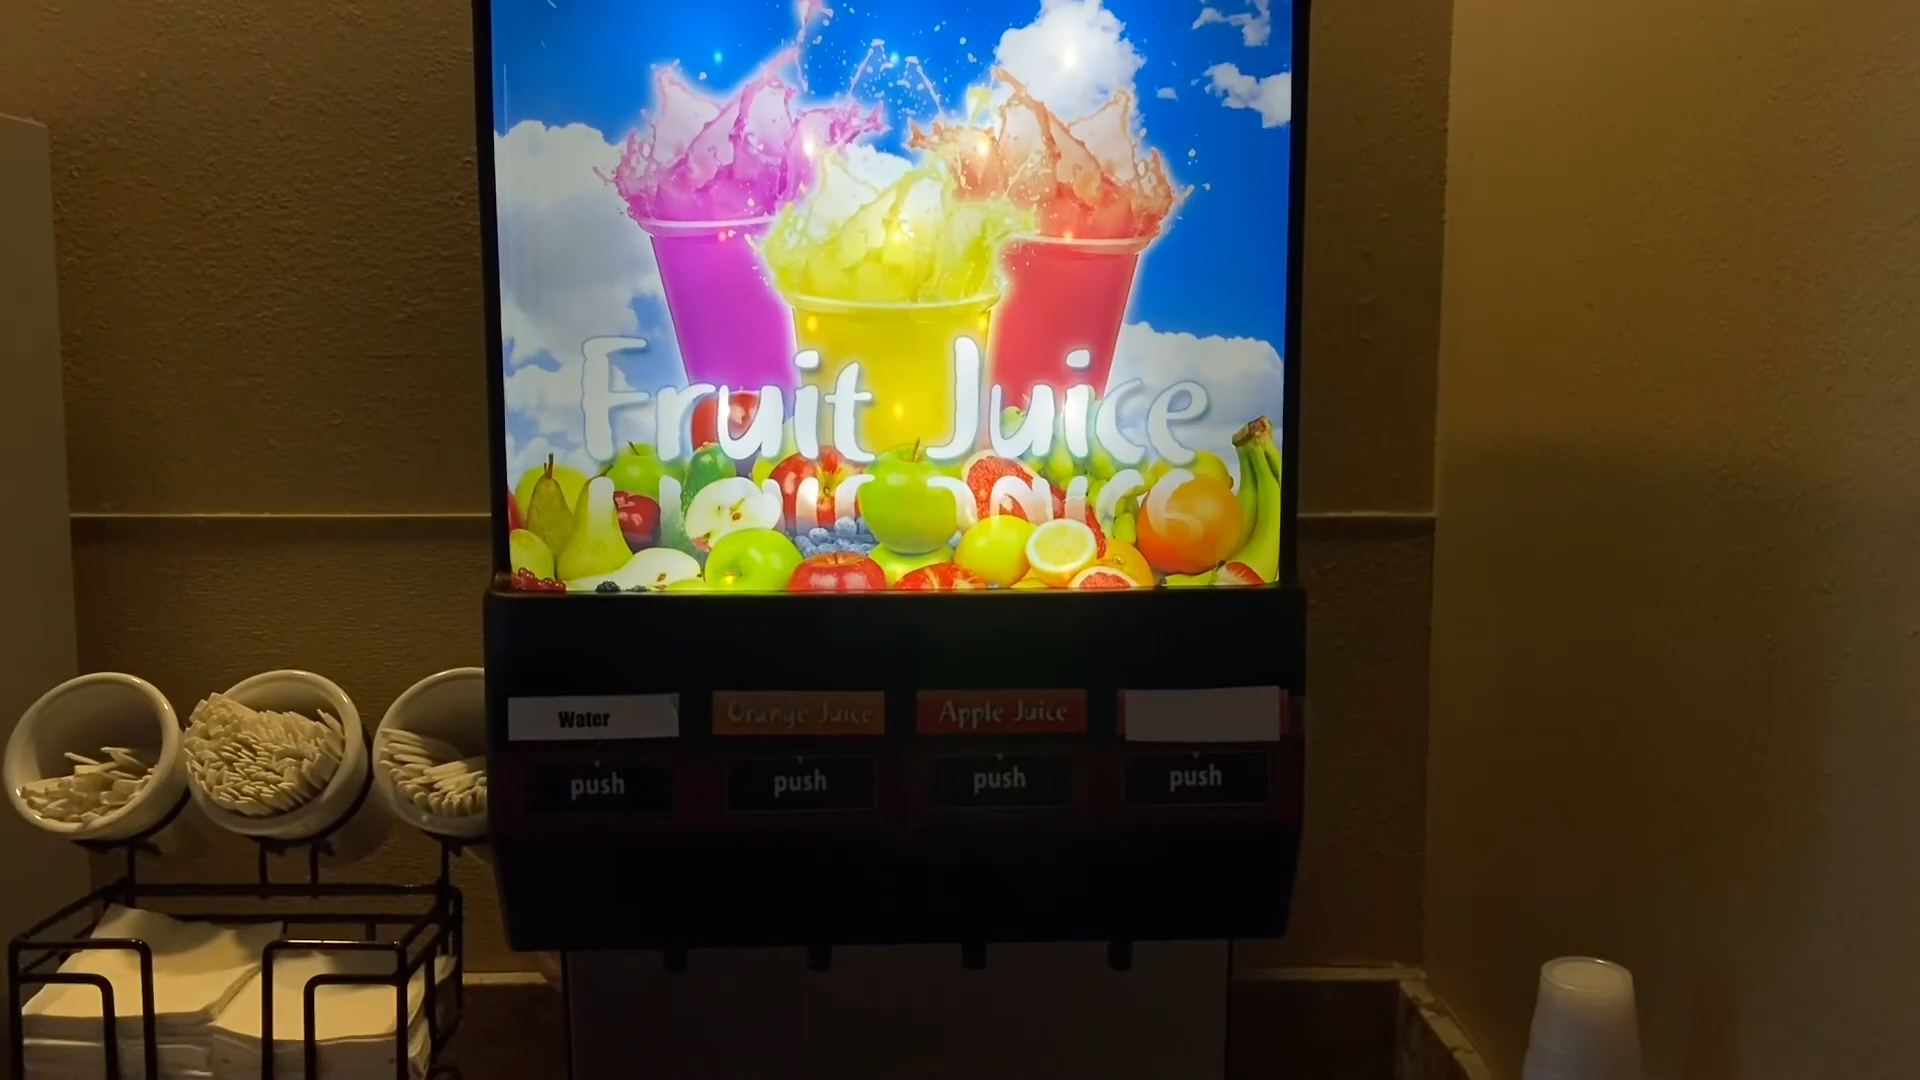 Fruit Juice
Water
Orange Juice
Apple Juice
push
push
push
push